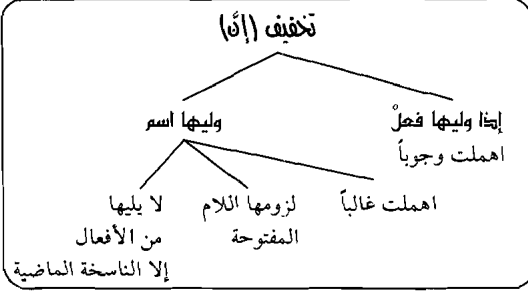 تخفيف (إنَّ)
إذا وليها فعلْ
اهملت وجوباً
وليها اسم
اهملت غالباً
لزومها اللام
المفتوحة
لا يليها
من الأفعال
إلا الناسخة الماضية